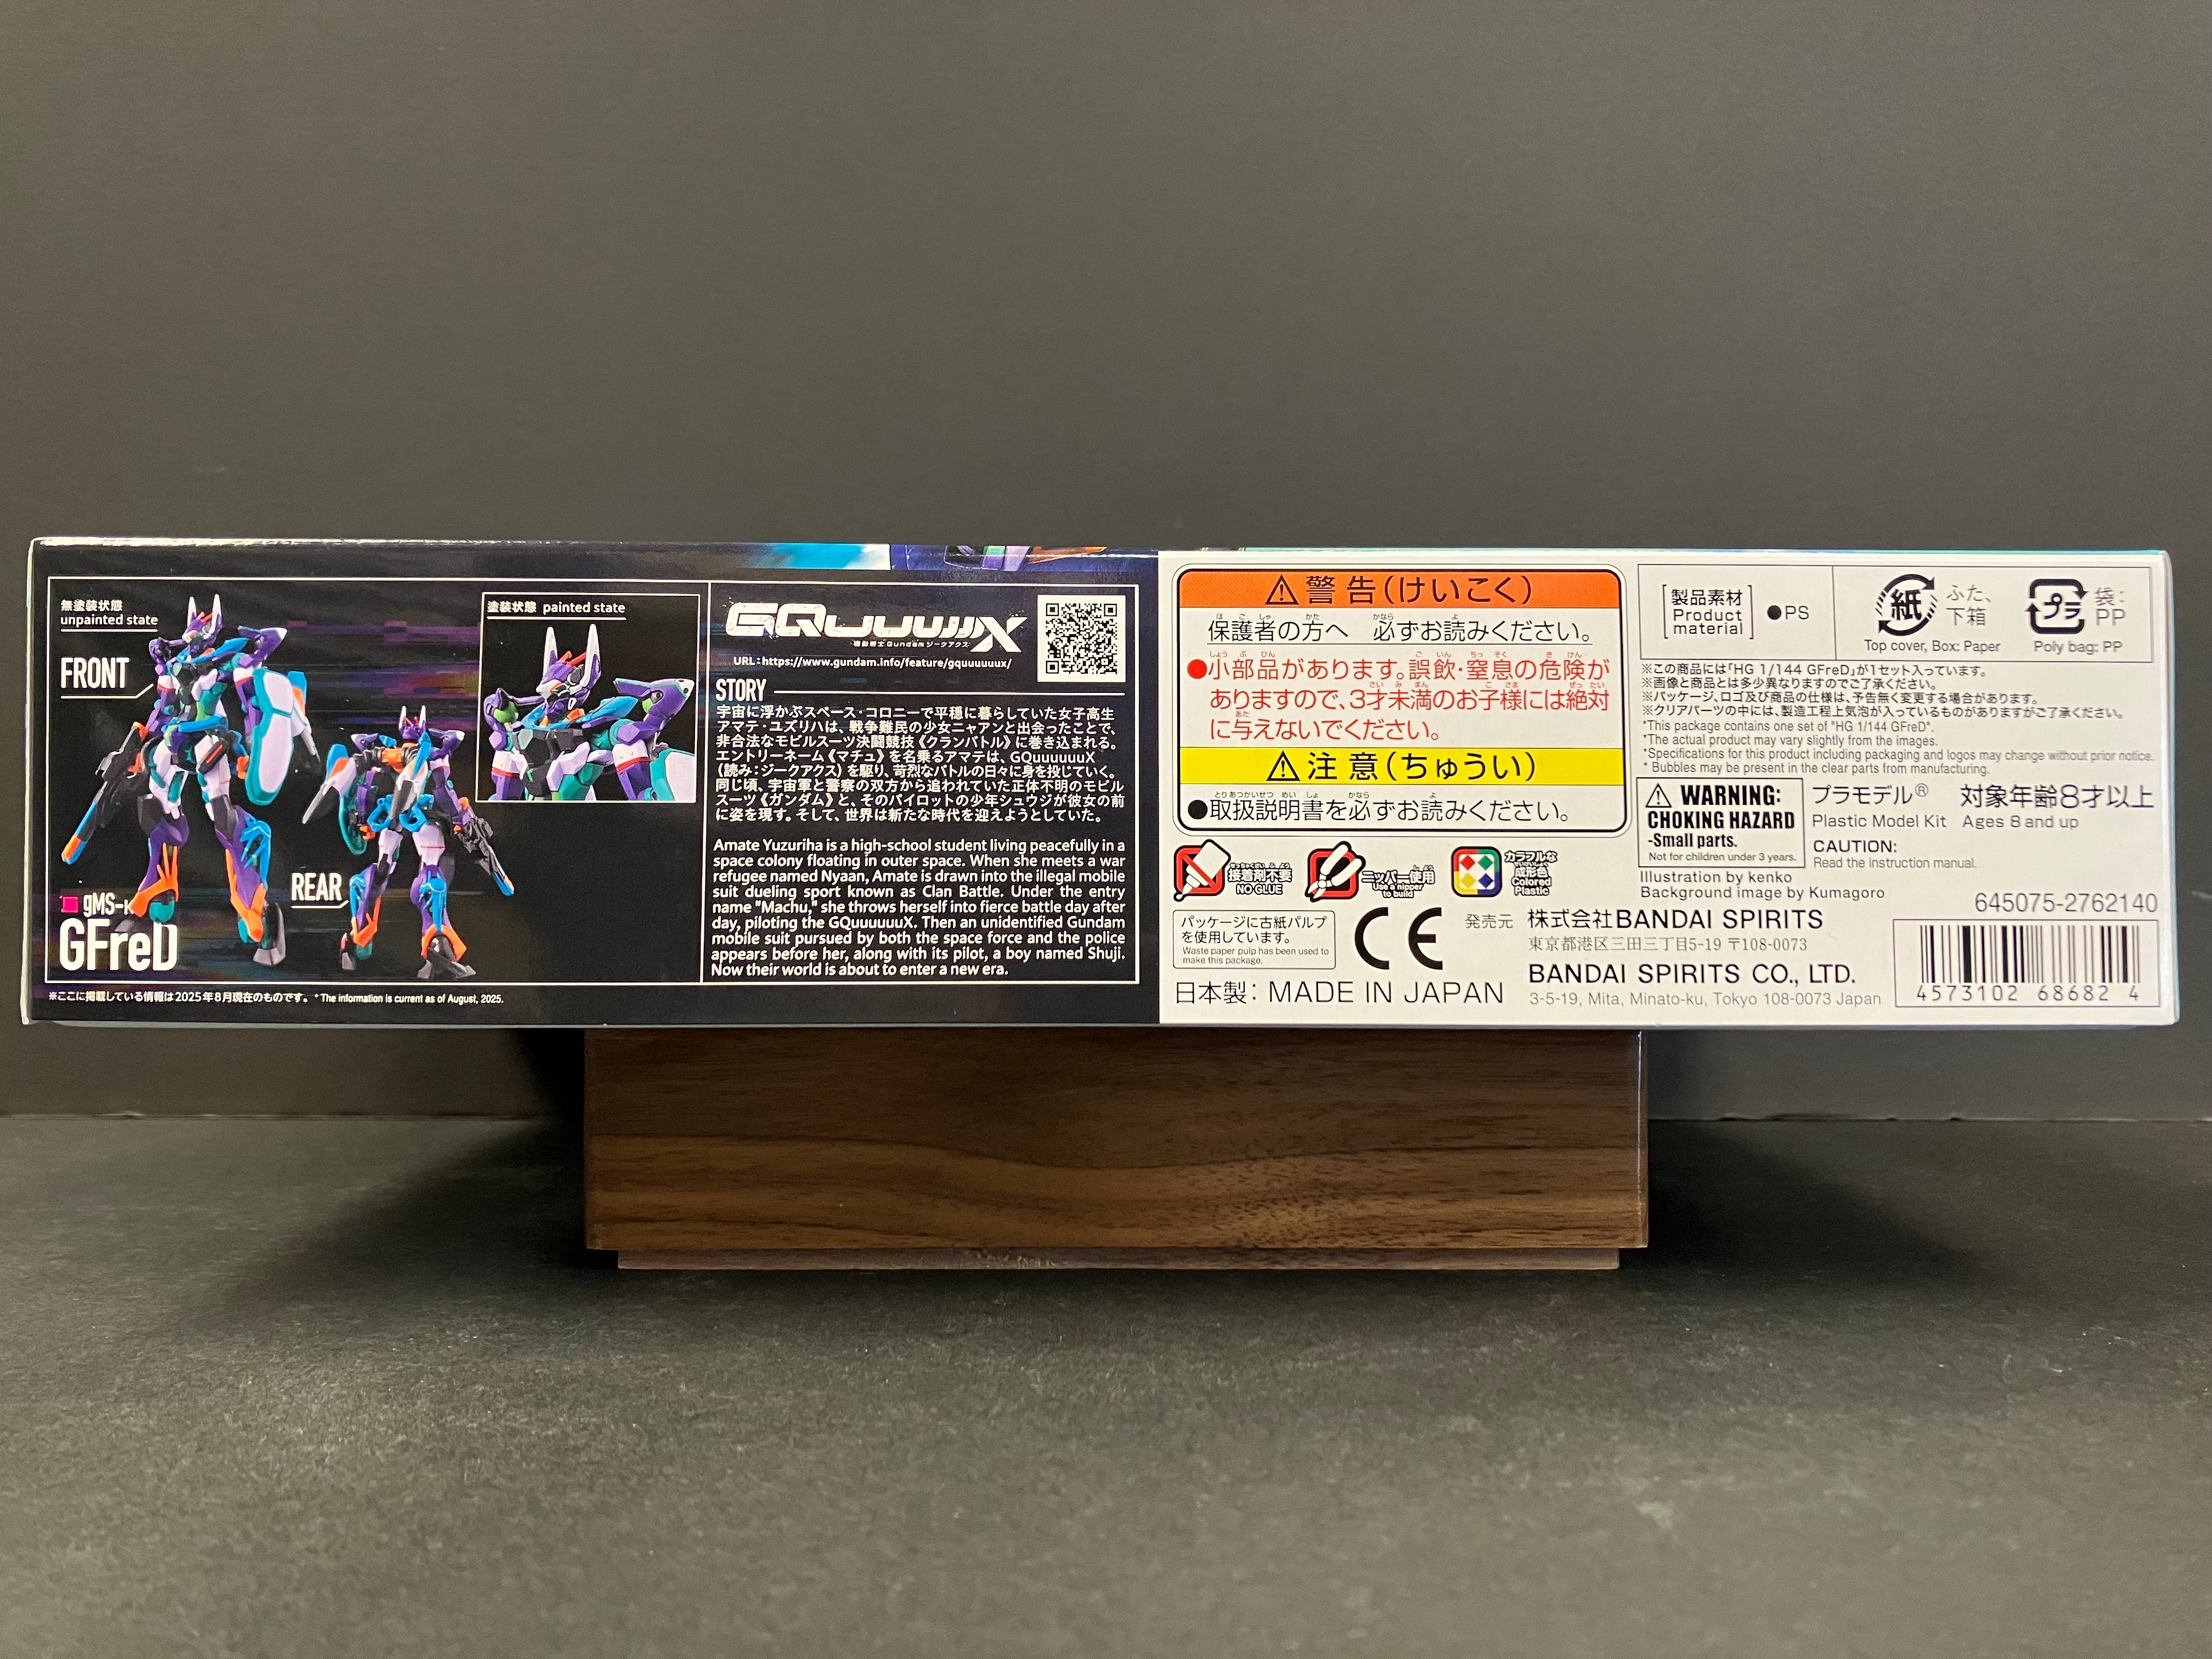 無塗装状態
unpainted state
FRONT
REAR
gMS-κ
GFreD
塗装状態 painted state
※ここに掲載している情報は2025年8月現在のものです。 *The information is current as of August, 2025.
GQuuuuuuX
機動戦士Gundam ジークアクス
URL:https://www.gundam.info/feature/gquuuuuux/
STORY
宇宙に浮かぶスペース・コロニーで平穏に暮らしていた女子高生
アマテ・ユズリハは、戦争難民の少女ニャアンと出会ったことで、
非合法なモビルスーツ決闘競技《クランバトル》に巻き込まれる。
エントリーネーム《マチュ》を名乗るアマテは、GQuuuuuuX
(読み:ジークアクス)を駆り、苛烈なバトルの日々に身を投じていく。
同じ頃、宇宙軍と警察の双方から追われていた正体不明のモビル
スーツ《ガンダム》と、そのパイロットの少年シュウジが彼女の前
に姿を現す。そして、世界は新たな時代を迎えようとしていた。
Amate Yuzuriha is a high-school student living peacefully in a
space colony floating in outer space. When she meets a war
refugee named Nyaan, Amate is drawn into the illegal mobile
suit dueling sport known as Clan Battle. Under the entry
name "Machu," she throws herself into fierce battle day after
day, piloting the GQuuuuuuX. Then an unidentified Gundam
mobile suit pursued by both the space force and the police
appears before her, along with its pilot, a boy named Shuji.
Now their world is about to enter a new era.
⚠警告(けいこく)
保護者の方へ 必ずお読みください。
●小部品があります。誤飲・窒息の危険が
ありますので、3才未満のお子様には絶対
に与えないでください。
⚠注意(ちゅうい)
●取扱説明書を必ずお読みください。
接着剤不要
NO GLUE
ニッパー使用
Use a nipper
to build
カラフルな
成形色
Colored
Plastic
パッケージに古紙パルプ
を使用しています。
Waste paper pulp has been used to
make this package.
CE
日本製:MADE IN JAPAN
発売元 株式会社BANDAI SPIRITS
東京都港区三田三丁目5-19 〒108-0073
BANDAI SPIRITS CO., LTD.
3-5-19, Mita, Minato-ku, Tokyo 108-0073 Japan
製品素材
Product
material
●PS
紙
ふた、
下箱
Top cover, Box: Paper
プラ
袋:
PP
Poly bag: PP
※この商品には「HG 1/144 GFreD」が1セット入っています。
※画像と商品とは多少異なりますのでご了承ください。
※パッケージ、ロゴ及び商品の仕様は、予告無く変更する場合があります。
※クリアパーツの中には、製造工程上気泡が入っているものがありますがご了承ください。
*This package contains one set of "HG 1/144 GFreD".
*The actual product may vary slightly from the images.
*Specifications for this product including packaging and logos may change without prior notice.
* Bubbles may be present in the clear parts from manufacturing.
⚠ WARNING:
CHOKING HAZARD
-Small parts.
Not for children under 3 years.
プラモデル® 対象年齢8才以上
Plastic Model Kit Ages 8 and up
CAUTION:
Read the instruction manual.
Illustration by kenko
Background image by Kumagoro
645075-2762140
4573102 68682 4